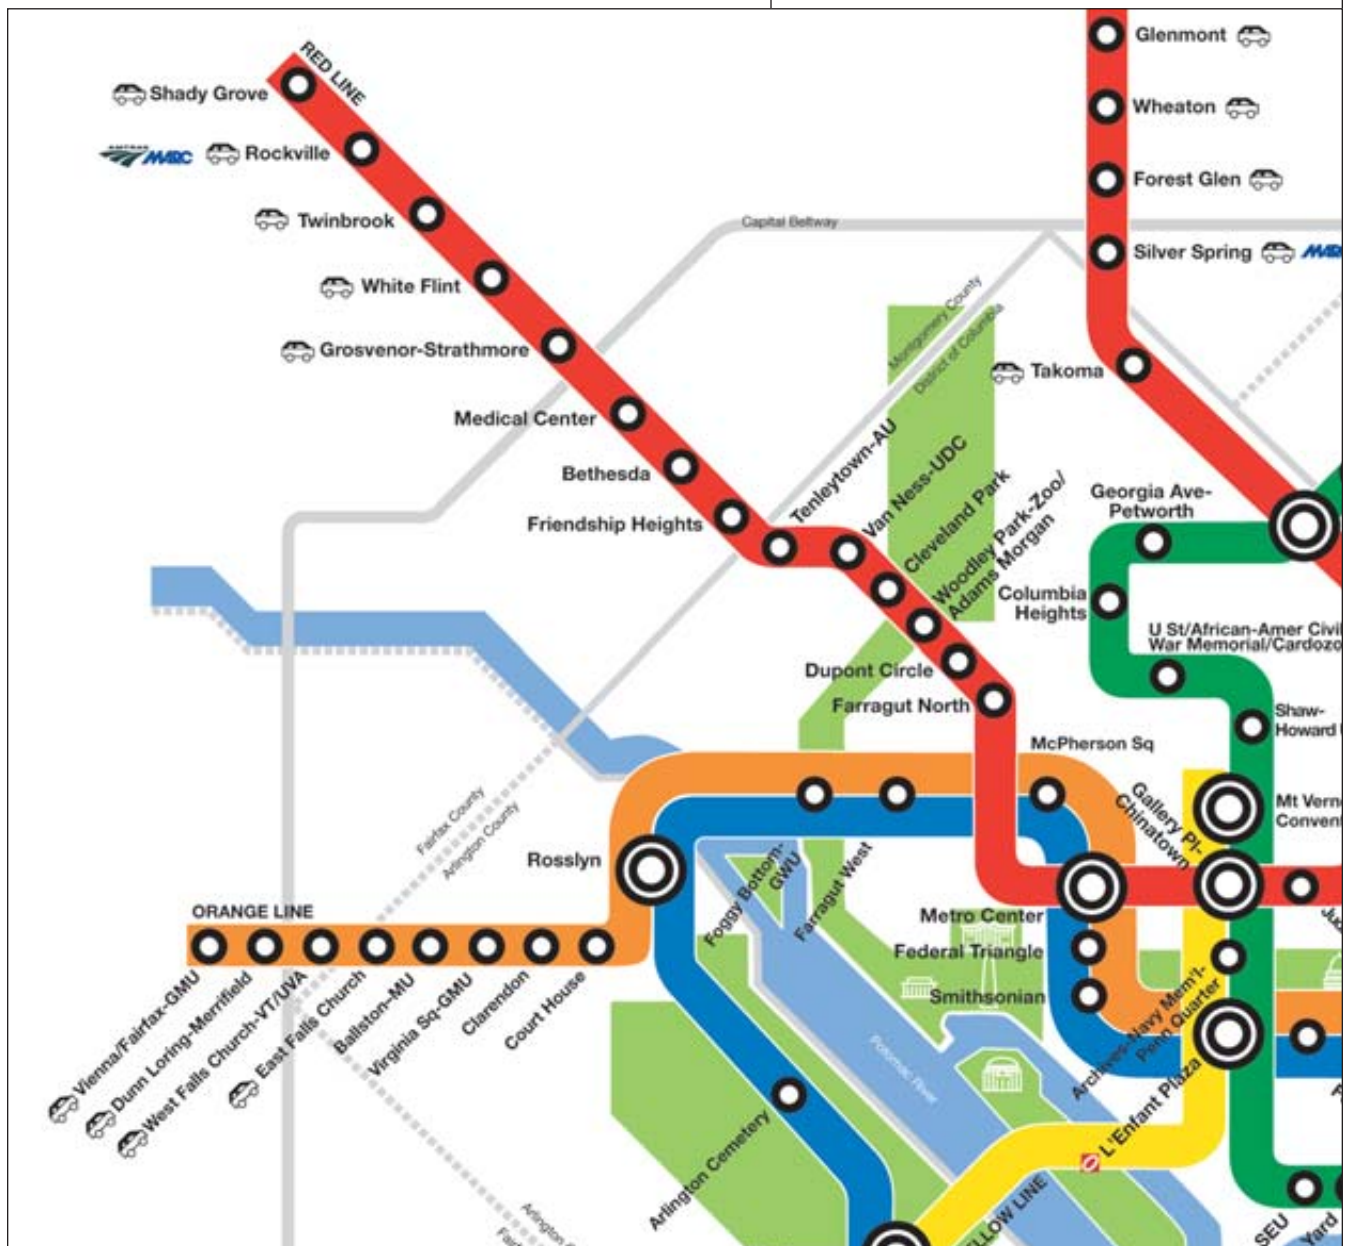 RED LINE
Shady Grove
MARC
Rockville
Twinbrook
White Flint
Grosvenor-Strathmore
Medical Center
Bethesda
Friendship Heights
Tenleytown-AU
Van Ness-UDC
Cleveland Park
Woodley Park-Zoo/
Adams Morgan
Dupont Circle
Farragut North
Capital Beltway
Montgomery County
District of Columbia
Glenmont
Wheaton
Forest Glen
Silver Spring
Takoma
Georgia Ave-
Petworth
Columbia
Heights
U St/African-Amer Civil
War Memorial/Cardozo
Shaw-
Howard
Mt
McPherson Sq
Gallery Pl-
Chinatown
Fairfax County
Arlington County
Rosslyn
ORANGE LINE
Foggy Bottom-
GWU
Farragut West
Metro Center
Federal Triangle
Smithsonian
Archives-Navy Mem'l-
Penn Quarter
L'Enfant Plaza
Vienna/Fairfax-GMU
Dunn Loring-Merrifield
West Falls Church-VT/UVA
East Falls Church
Ballston-MU
Virginia Sq-GMU
Clarendon
Court House
Potomac River
Arlington Cemetery
LINE
SEU
Yard